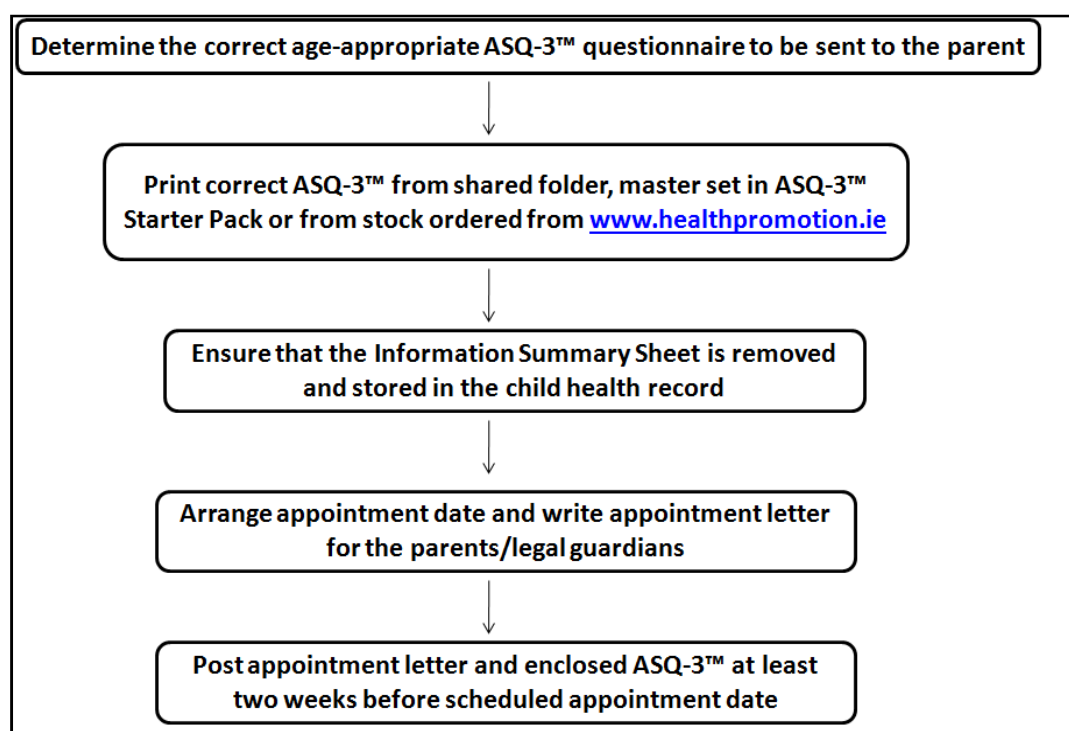 Determine the correct age-appropriate ASQ-3™ questionnaire to be sent to the parent
Print correct ASQ-3™ from shared folder, master set in ASQ-3™
Starter Pack or from stock ordered from www.healthpromotion.ie
Ensure that the Information Summary Sheet is removed
and stored in the child health record
Arrange appointment date and write appointment letter
for the parents/legal guardians
Post appointment letter and enclosed ASQ-3™ at least
two weeks before scheduled appointment date